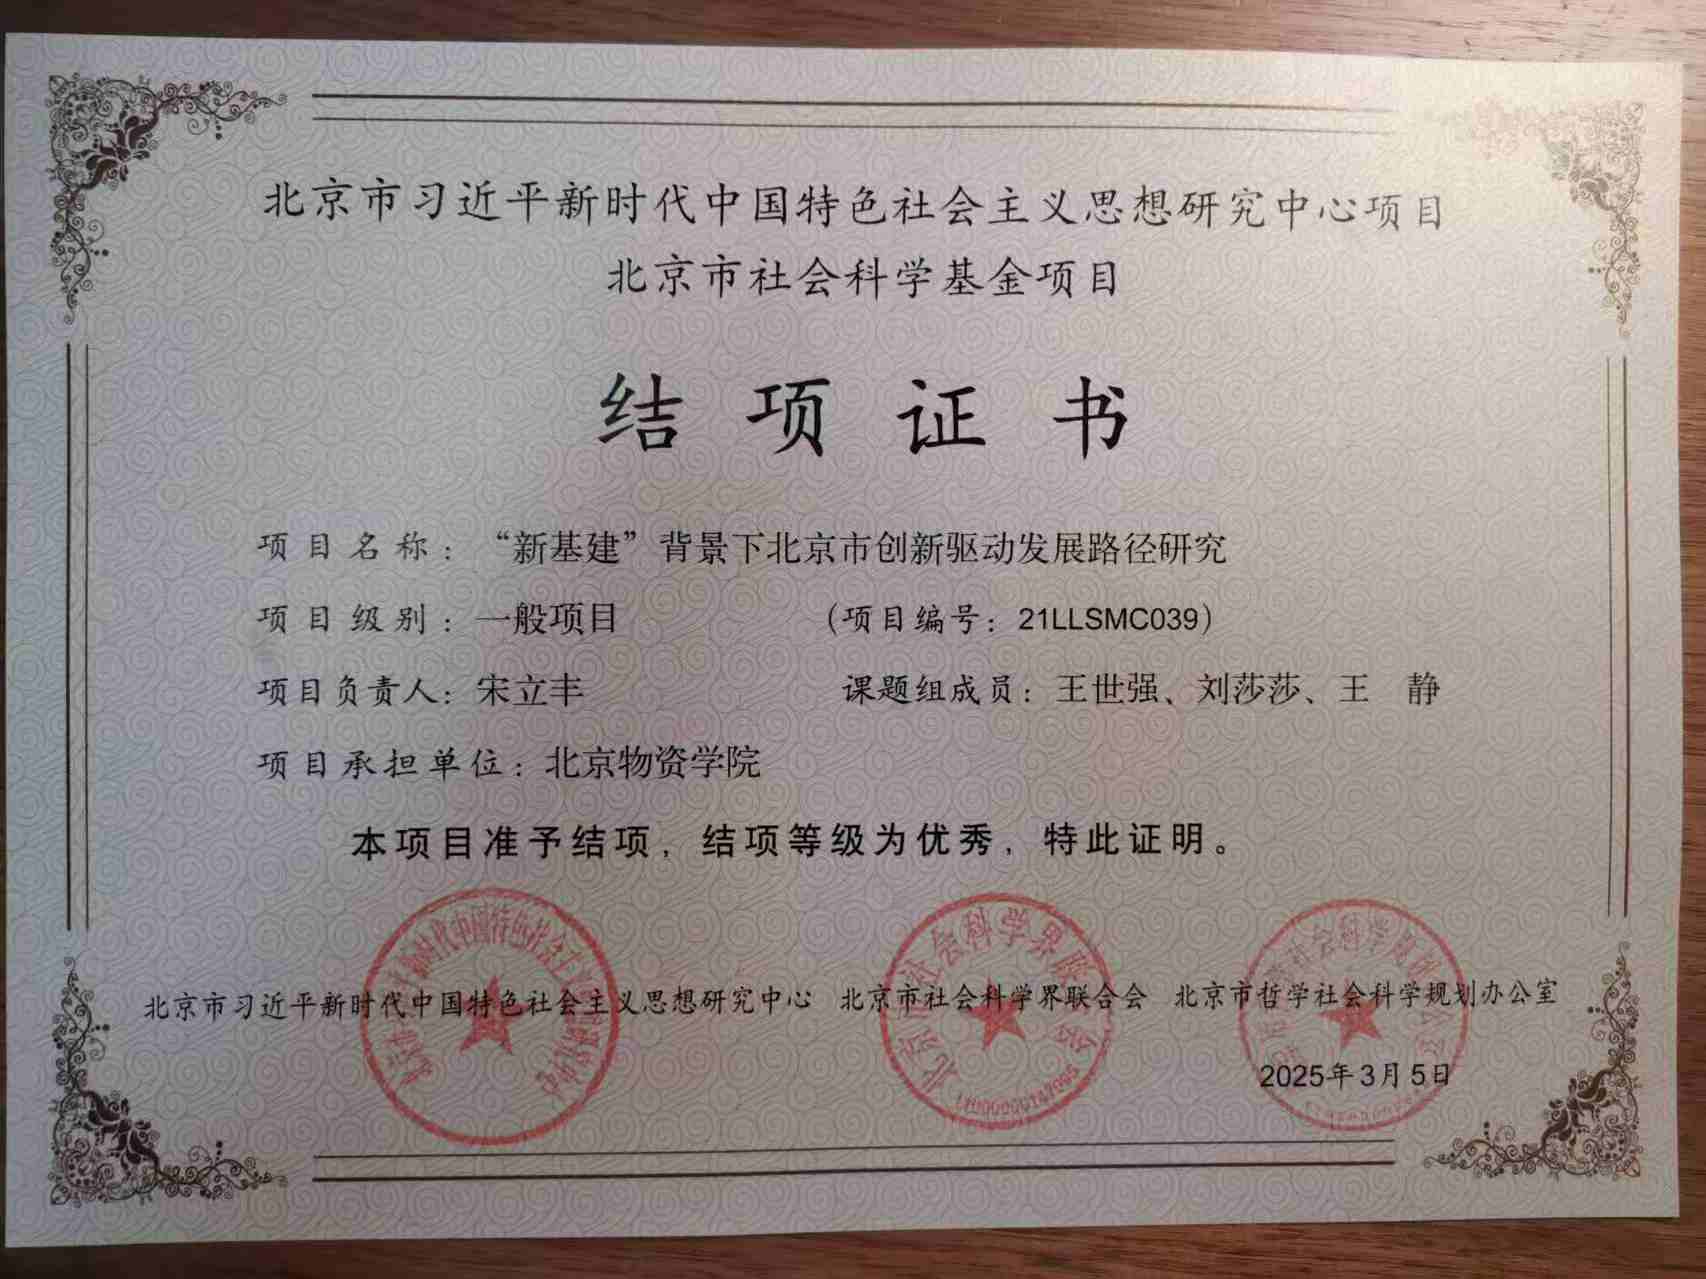 北京市习近平新时代中国特色社会主义思想研究中心项目
北京市社会科学基金项目
结项证书
项目名称：“新基建”背景下北京市创新驱动发展路径研究
项目级别：一般项目 （项目编号：21LLSMC039）
项目负责人：宋立丰 课题组成员：王世强、刘莎莎、王 静
项目承担单位：北京物资学院
本项目准予结项，结项等级为优秀，特此证明。
北京市习近平新时代中国特色社会主义思想研究中心 北京市社会科学界联合会 北京市哲学社会科学规划办公室
2025年3月5日